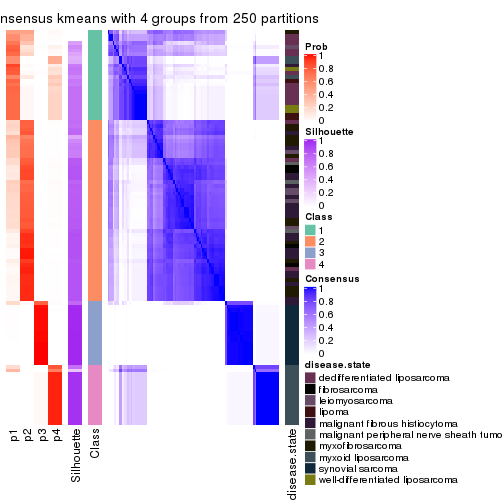 nsensus kmeans with 4 groups from 250 partitions
Prob
1
0.8
0.6
0.4
0.2
0
Silhouette
1
0.8
0.6
0.4
0.2
0
Class
1
2
3
4
Consensus
1
0.8
0.6
0.4
0.2
0
disease.state
dedifferentiated liposarcoma
fibrosarcoma
leiomyosarcoma
lipoma
malignant fibrous histiocytoma
malignant peripheral nerve sheath tumo
myxofibrosarcoma
myxoid liposarcoma
synovial sarcoma
well-differentiated liposarcoma
p1
p2
p3
p4
Silhouette
Class
disease.state